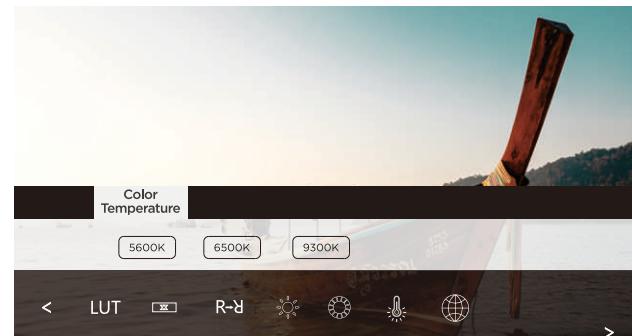 Color
Temperature
5600K 6500K 9300K
< LUT R→Я
>